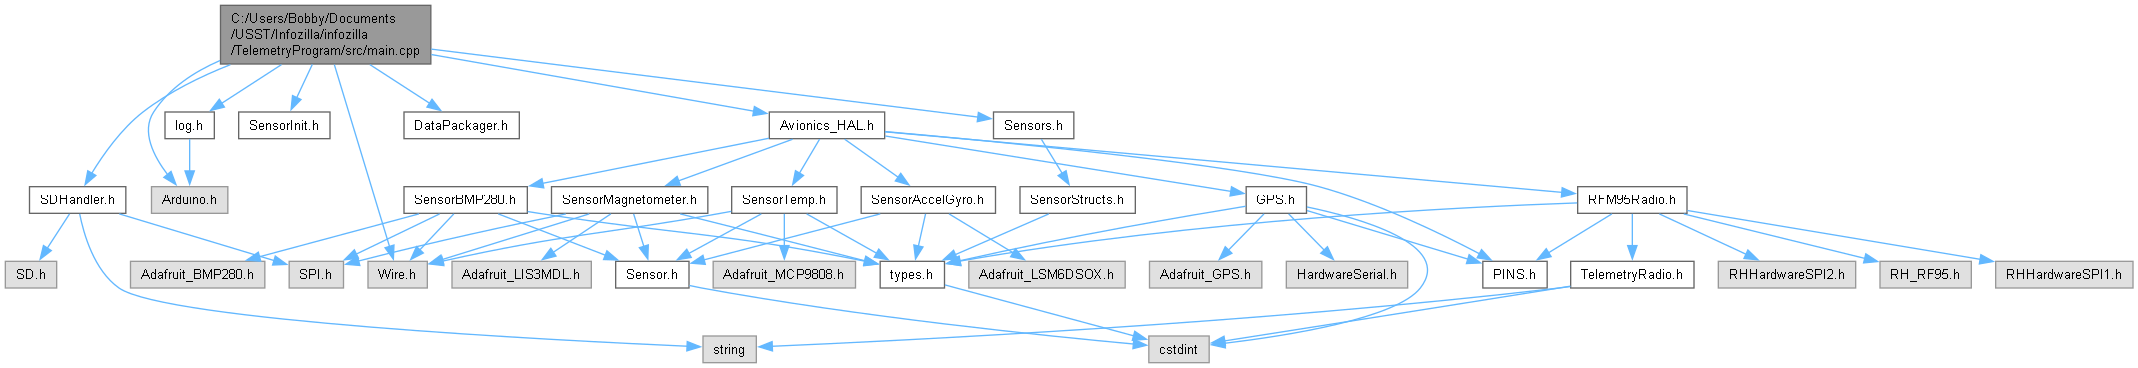 C:/Users/Bobby/Documents
/USST/Infozilla/infozilla
/TelemetryProgram/src/main.cpp
log.h
SensorInit.h
DataPackager.h
Avionics_HAL.h
Sensors.h
SDHandler.h
Arduino.h
SensorBMP280.h
SensorMagnetometer.h
SensorTemp.h
SensorAccelGyro.h
SensorStructs.h
GPS.h
RFM95Radio.h
SD.h
Adafruit_BMP280.h
SPI.h
Wire.h
Adafruit_LIS3MDL.h
Sensor.h
Adafruit_MCP9808.h
types.h
Adafruit_LSM6DSOX.h
Adafruit_GPS.h
HardwareSerial.h
PINS.h
TelemetryRadio.h
RHHardwareSPI2.h
RH_RF95.h
RHHardwareSPI1.h
string
cstdint